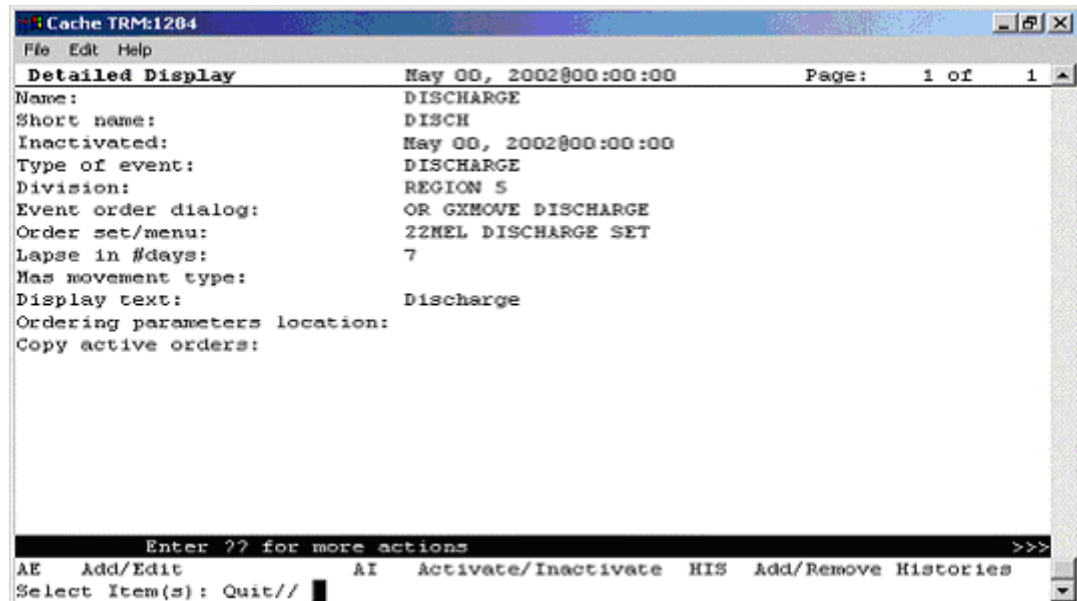 Cache TRM:1284
File Edit Help
Detailed Display May 00, 2002@00:00:00 Page: 1 of 1
Name: DISCHARGE
Short name: DISCH
Inactivated: May 00, 2002@00:00:00
Type of event: DISCHARGE
Division: REGION 5
Event order dialog: OR GXMOVE DISCHARGE
Order set/menu: 22MEL DISCHARGE SET
Lapse in #days: 7
Mas movement type:
Display text: Discharge
Ordering parameters location:
Copy active orders:
Enter ?? for more actions >>>
AE Add/Edit AI Activate/Inactivate HIS Add/Remove Histories
Select Item(s): Quit//